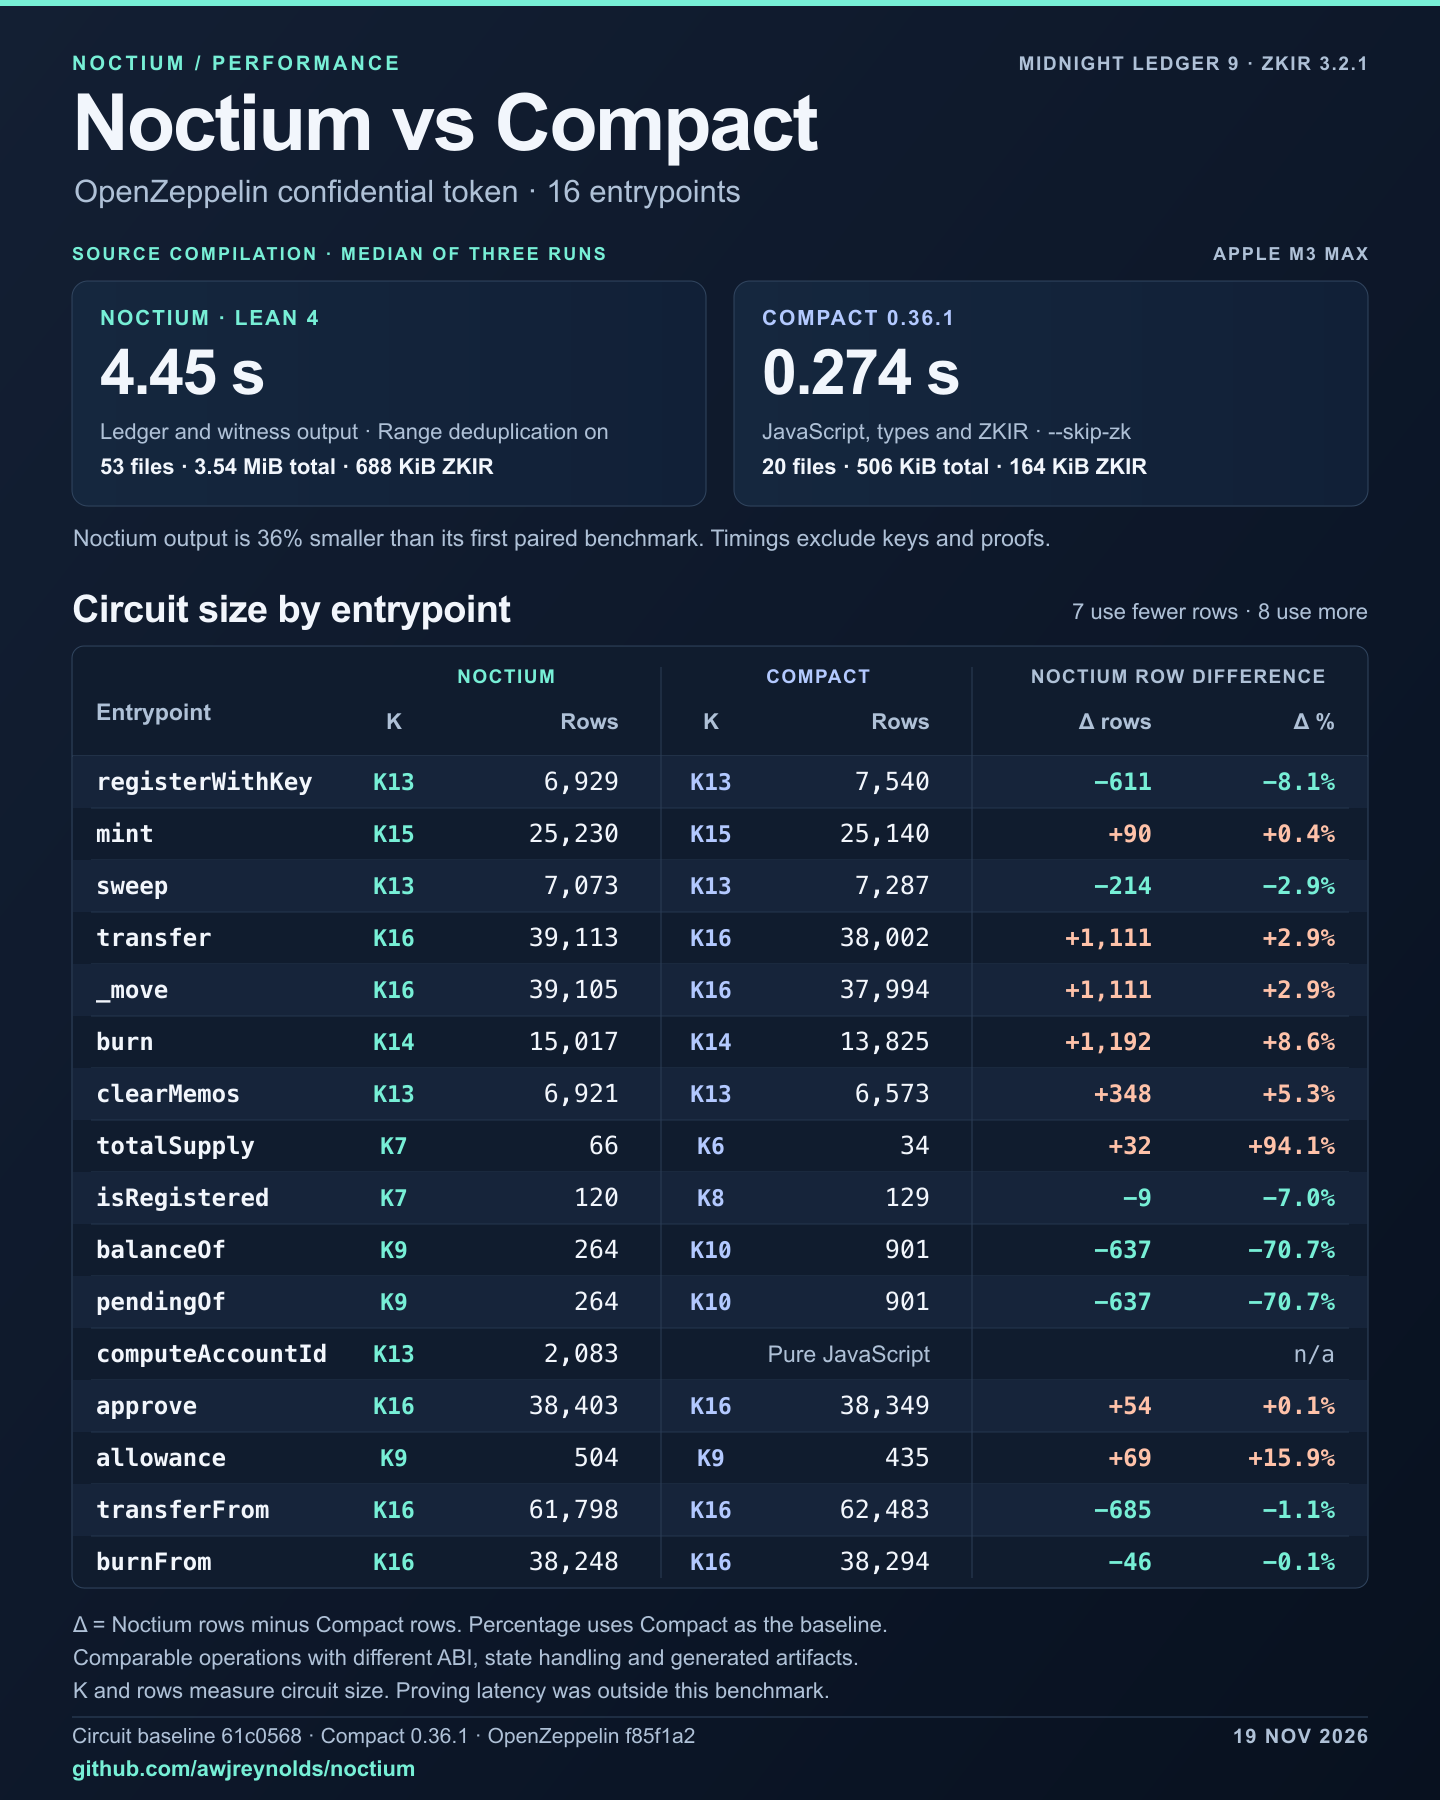 NOCTIUM / PERFORMANCE
MIDNIGHT LEDGER 9 · ZKIR 3.2.1
Noctium vs Compact
OpenZeppelin confidential token · 16 entrypoints
SOURCE COMPILATION · MEDIAN OF THREE RUNS
APPLE M3 MAX
NOCTIUM · LEAN 4
4.45 s
Ledger and witness output · Range deduplication on
53 files · 3.54 MiB total · 688 KiB ZKIR
COMPACT 0.36.1
0.274 s
JavaScript, types and ZKIR · --skip-zk
20 files · 506 KiB total · 164 KiB ZKIR
Noctium output is 36% smaller than its first paired benchmark. Timings exclude keys and proofs.
Circuit size by entrypoint
7 use fewer rows · 8 use more
NOCTIUM COMPACT NOCTIUM ROW DIFFERENCE
Entrypoint K Rows K Rows Δ rows Δ %
registerWithKey K13 6,929 K13 7,540 −611 −8.1%
mint K15 25,230 K15 25,140 +90 +0.4%
sweep K13 7,073 K13 7,287 −214 −2.9%
transfer K16 39,113 K16 38,002 +1,111 +2.9%
_move K16 39,105 K16 37,994 +1,111 +2.9%
burn K14 15,017 K14 13,825 +1,192 +8.6%
clearMemos K13 6,921 K13 6,573 +348 +5.3%
totalSupply K7 66 K6 34 +32 +94.1%
isRegistered K7 120 K8 129 −9 −7.0%
balanceOf K9 264 K10 901 −637 −70.7%
pendingOf K9 264 K10 901 −637 −70.7%
computeAccountId K13 2,083 Pure JavaScript n/a
approve K16 38,403 K16 38,349 +54 +0.1%
allowance K9 504 K9 435 +69 +15.9%
transferFrom K16 61,798 K16 62,483 −685 −1.1%
burnFrom K16 38,248 K16 38,294 −46 −0.1%
Δ = Noctium rows minus Compact rows. Percentage uses Compact as the baseline.
Comparable operations with different ABI, state handling and generated artifacts.
K and rows measure circuit size. Proving latency was outside this benchmark.
Circuit baseline 61c0568 · Compact 0.36.1 · OpenZeppelin f85f1a2
19 NOV 2026
github.com/awjreynolds/noctium